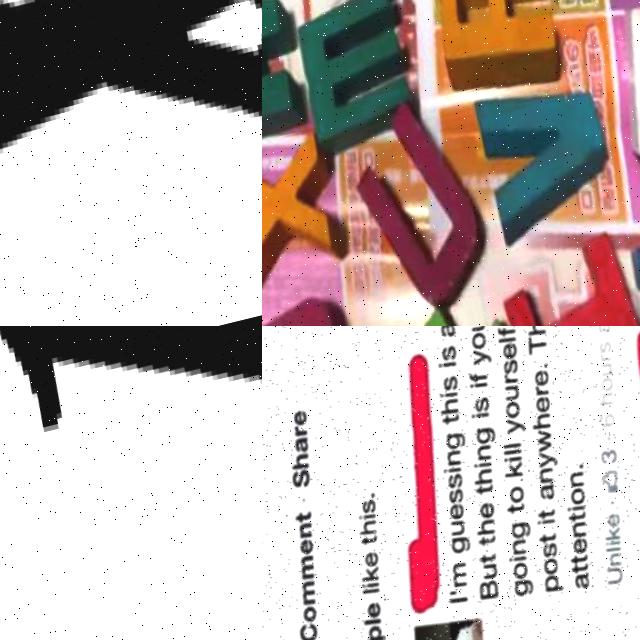 E E
X U
Comment · Share
ple like this.
I'm guessing this is a
But the thing is if you
going to kill yourself
post it anywhere. Th
attention.
Unlike · 3 · 6 hours a